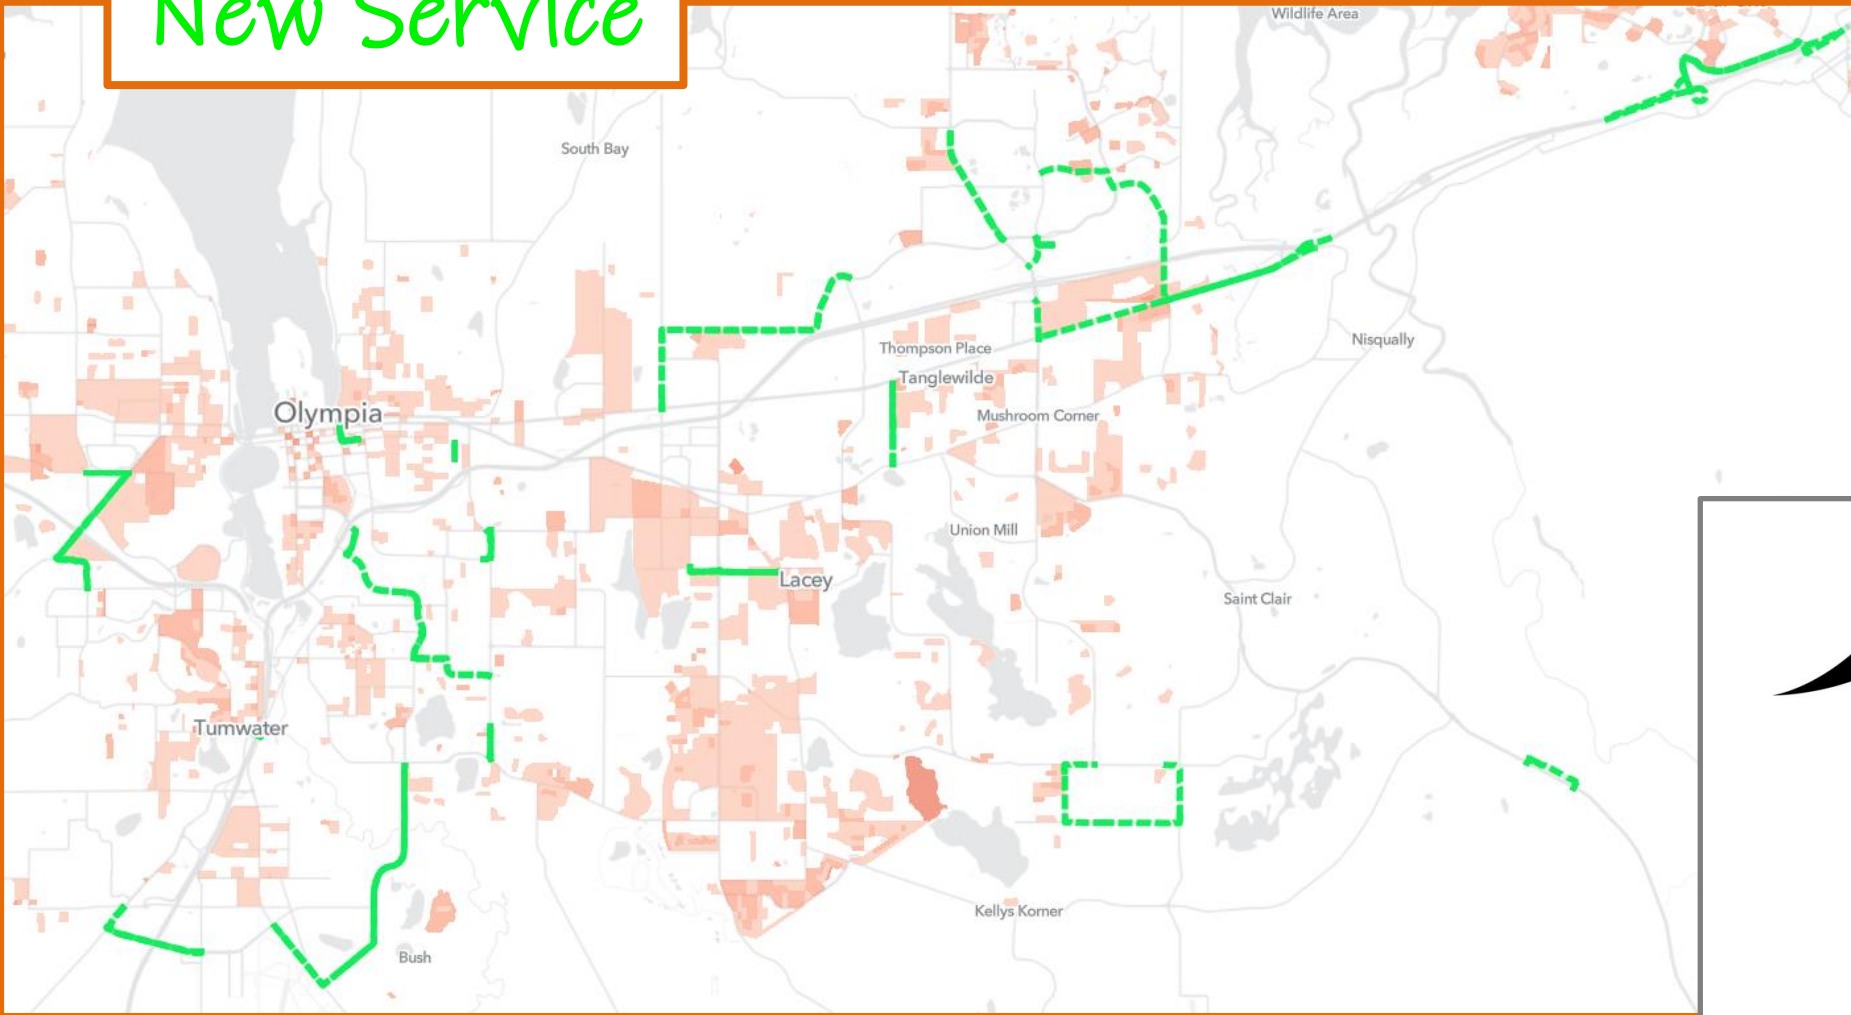 New Service
Wildlife Area
South Bay
Thompson Place
Nisqually
Tanglewilde
Olympia
Mushroom Corner
Union Mill
Lacey
Saint Clair
Tumwater
Kellys Korner
Bush